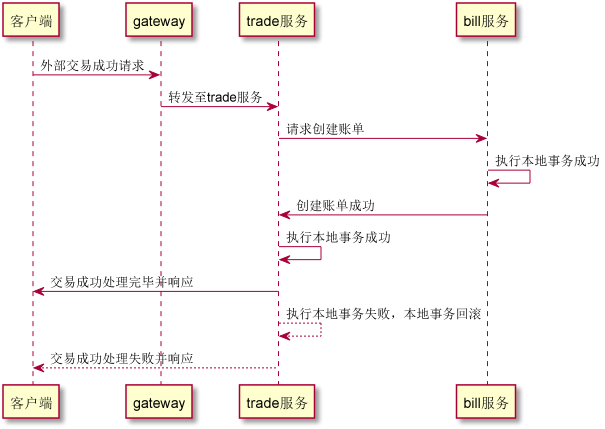 客户端
gateway
trade服务
bill服务
外部交易成功请求
转发至trade服务
请求创建账单
执行本地事务成功
创建账单成功
执行本地事务成功
交易成功处理完毕并响应
执行本地事务失败，本地事务回滚
交易成功处理失败并响应
客户端
gateway
trade服务
bill服务